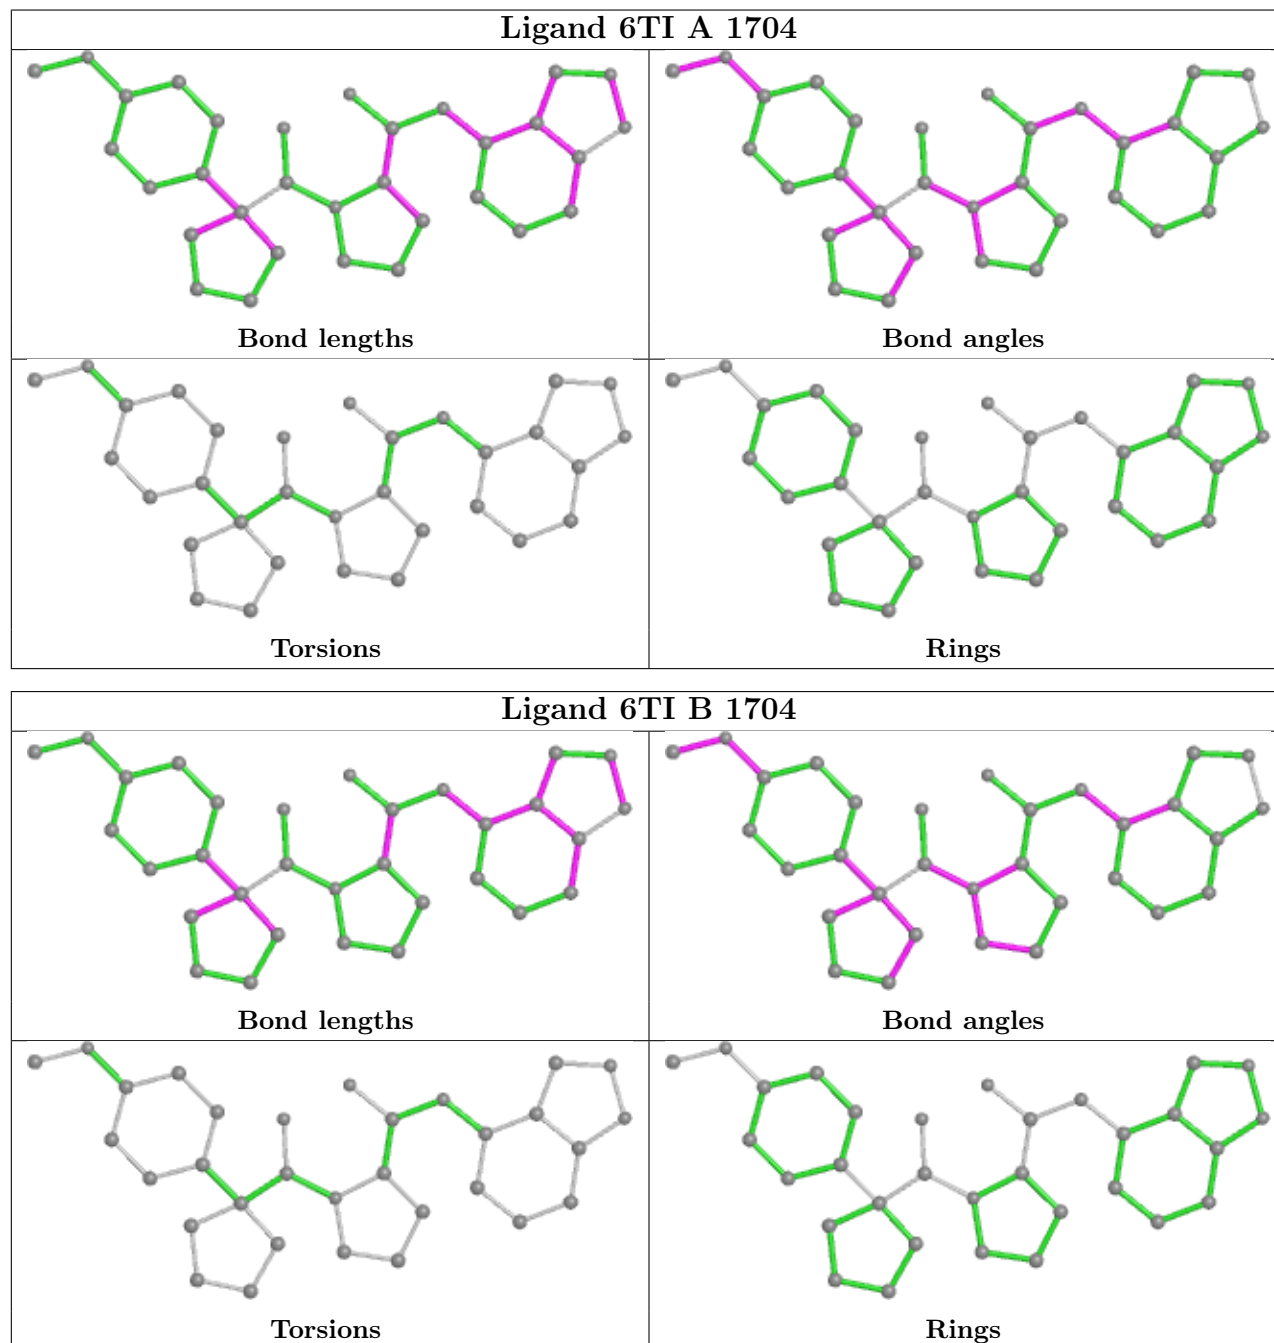 Ligand 6TI A 1704
Bond lengths
Bond angles
Torsions
Rings
Ligand 6TI B 1704
Bond lengths
Bond angles
Torsions
Rings